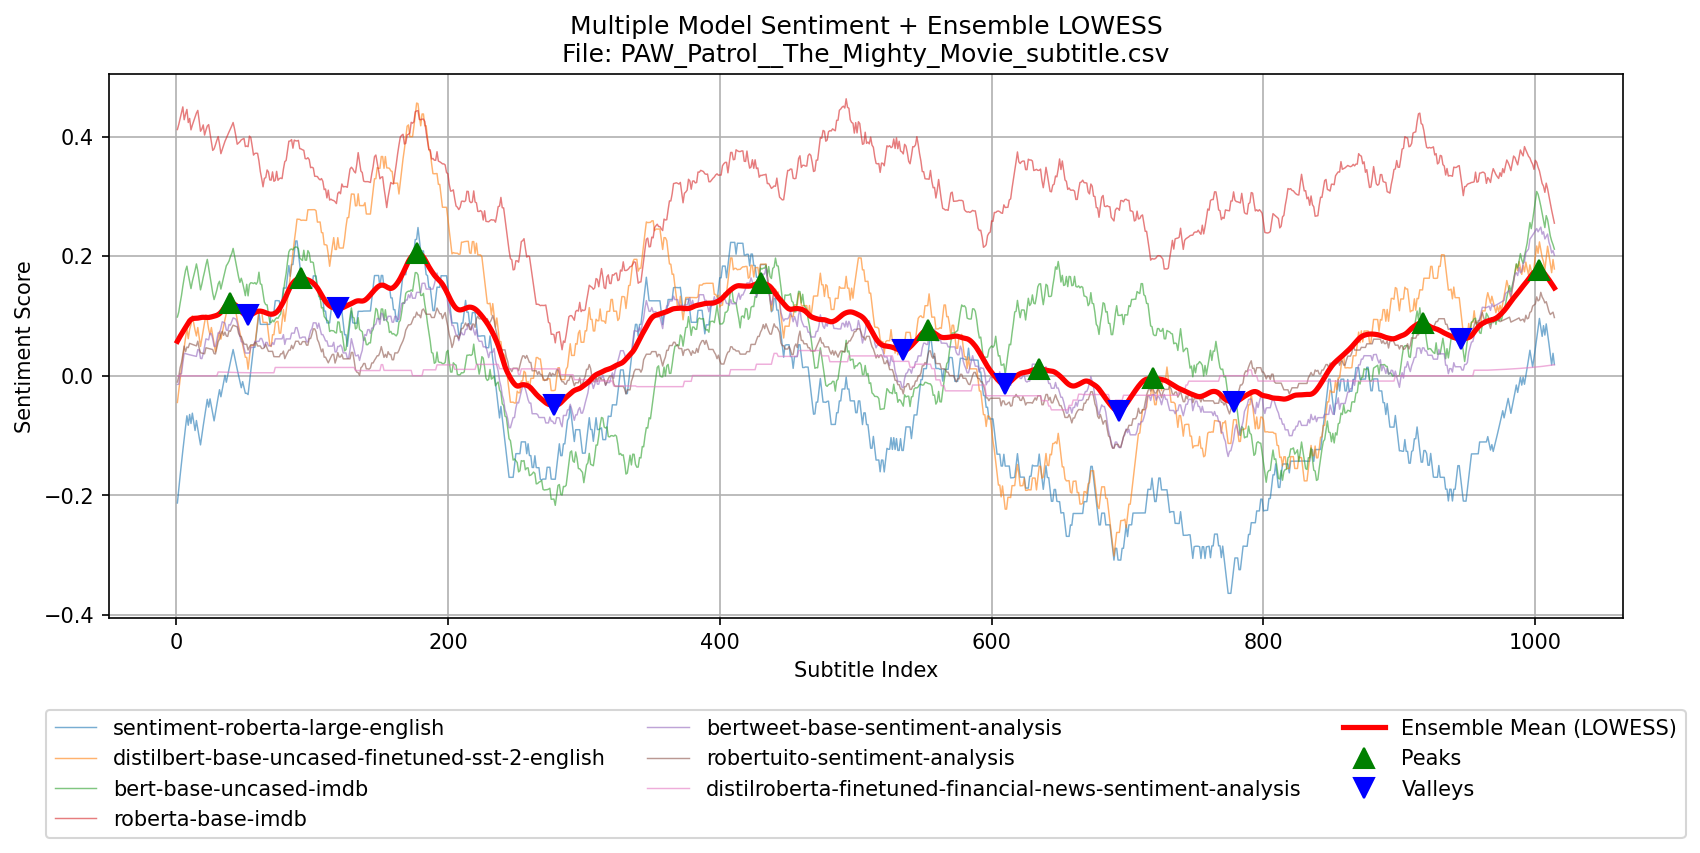 Multiple Model Sentiment + Ensemble LOWESS
File: PAW_Patrol__The_Mighty_Movie_subtitle.csv
Sentiment Score
0.4
0.2
0.0
−0.2
−0.4
0
200
400
600
800
1000
Subtitle Index
sentiment-roberta-large-english
distilbert-base-uncased-finetuned-sst-2-english
bert-base-uncased-imdb
roberta-base-imdb
bertweet-base-sentiment-analysis
robertuito-sentiment-analysis
distilroberta-finetuned-financial-news-sentiment-analysis
Ensemble Mean (LOWESS)
Peaks
Valleys